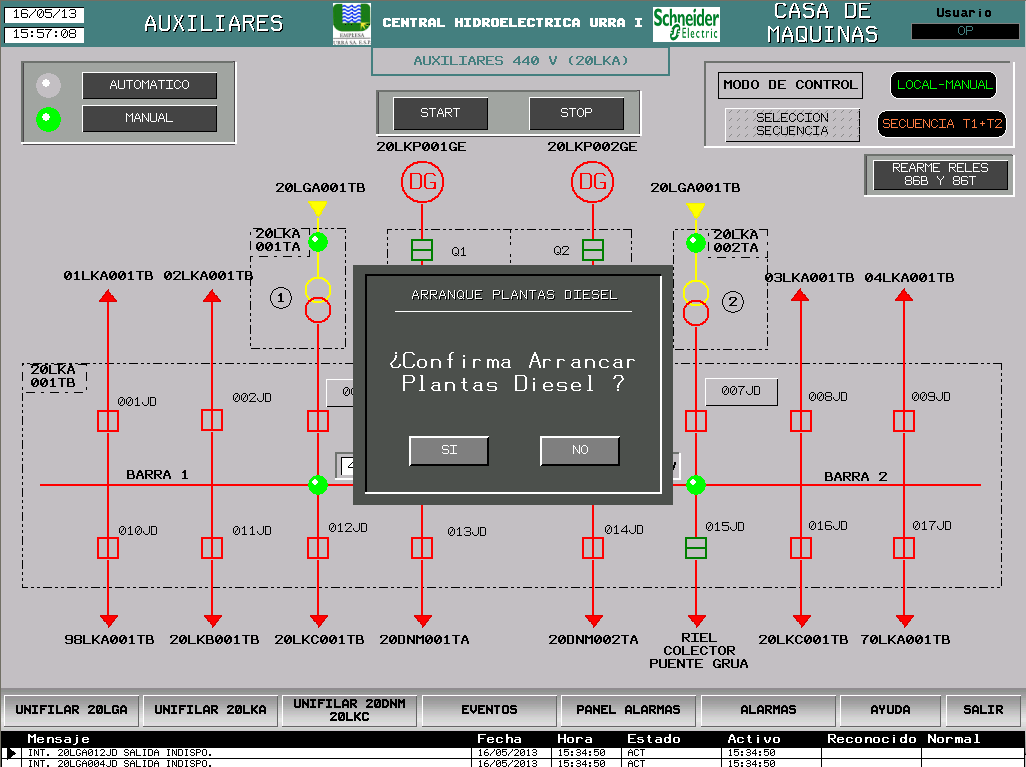 16/05/13
15:57:08
AUXILIARES
EMPRESA
URRÁ S.A. E.S.P.
CENTRAL HIDROELECTRICA URRA I
Schneider
Electric
CASA DE
MAQUINAS
Usuario
OP
AUXILIARES 440 V (20LKA)
AUTOMATICO
MANUAL
START
STOP
MODO DE CONTROL
LOCAL-MANUAL
SELECCION
SECUENCIA
SECUENCIA T1+T2
REARME RELES
86B Y 86T
20LKP001GE
20LKP002GE
DG
DG
20LGA001TB
20LGA001TB
20LKA
001TA
Q1
Q2
20LKA
002TA
01LKA001TB
02LKA001TB
03LKA001TB
04LKA001TB
1
2
ARRANQUE PLANTAS DIESEL
¿Confirma Arrancar
Plantas Diesel ?
SI
NO
20LKA
001TB
001JD
002JD
007JD
008JD
009JD
BARRA 1
BARRA 2
010JD
011JD
012JD
013JD
014JD
015JD
016JD
017JD
98LKA001TB
20LKB001TB
20LKC001TB
20DNM001TA
20DNM002TA
RIEL
COLECTOR
PUENTE GRUA
20LKC001TB
70LKA001TB
UNIFILAR 20LGA
UNIFILAR 20LKA
UNIFILAR 20DNM
20LKC
EVENTOS
PANEL ALARMAS
ALARMAS
AYUDA
SALIR
Mensaje Fecha Hora Estado Activo Reconocido Normal
INT. 20LGA012JD SALIDA INDISPO. 16/05/2013 15:34:50 ACT 15:34:50
INT. 20LGA004JD SALIDA INDISPO. 16/05/2013 15:34:50 ACT 15:34:50